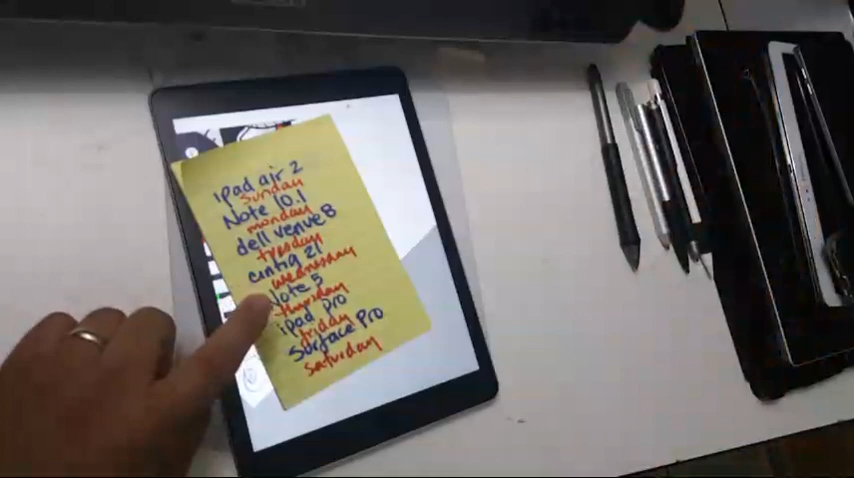 ipad air 2
Sunday
Note 10.1
monday
dell venue 8
tuesday
cintiq 21
wednesday
Note 5
thursday
ipad pro
friday
Surface Pro
saturday